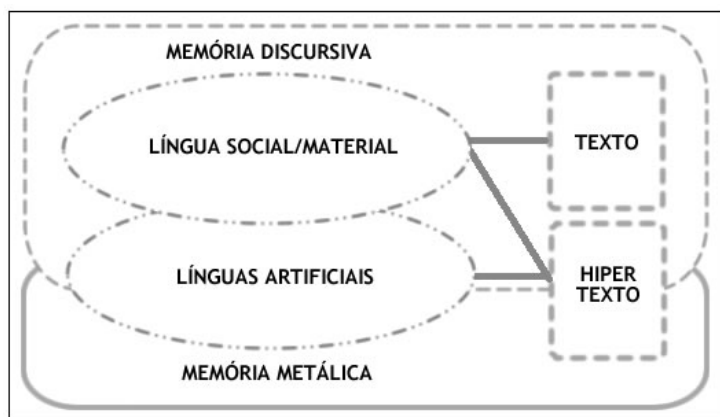 MEMÓRIA DISCURSIVA
LÍNGUA SOCIAL/MATERIAL
TEXTO
LÍNGUAS ARTIFICIAIS
HIPER
TEXTO
MEMÓRIA METÁLICA